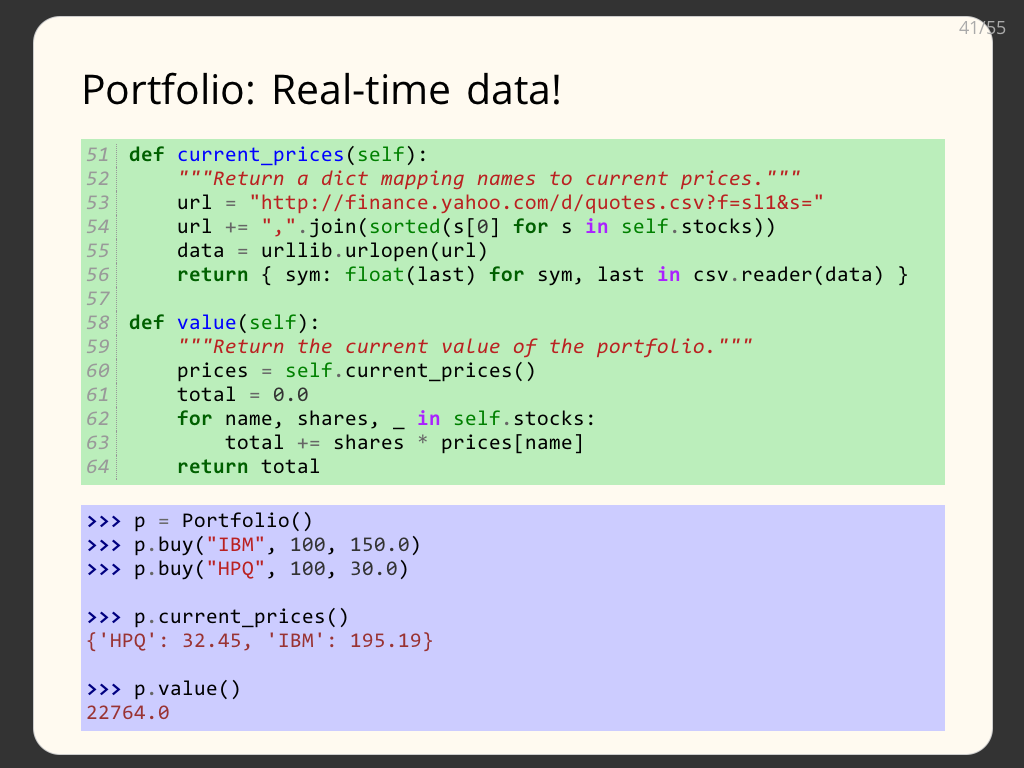 41/55
Portfolio: Real-time data!
51 def current_prices(self):
52     """Return a dict mapping names to current prices."""
53     url = "http://finance.yahoo.com/d/quotes.csv?f=sl1&s="
54     url += ",".join(sorted(s[0] for s in self.stocks))
55     data = urllib.urlopen(url)
56     return { sym: float(last) for sym, last in csv.reader(data) }
57
58 def value(self):
59     """Return the current value of the portfolio."""
60     prices = self.current_prices()
61     total = 0.0
62     for name, shares, _ in self.stocks:
63         total += shares * prices[name]
64     return total
>>> p = Portfolio()
>>> p.buy("IBM", 100, 150.0)
>>> p.buy("HPQ", 100, 30.0)
>>> p.current_prices()
{'HPQ': 32.45, 'IBM': 195.19}
>>> p.value()
22764.0